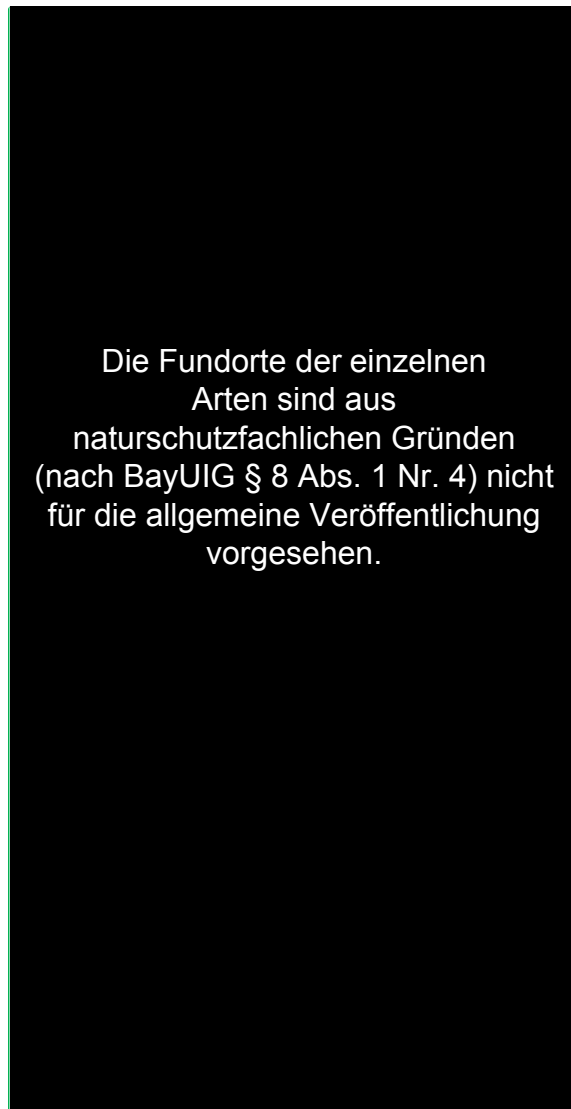 Die Fundorte der einzelnen
Arten sind aus
naturschutzfachlichen Gründen
(nach BayUIG § 8 Abs. 1 Nr. 4) nicht
für die allgemeine Veröffentlichung
vorgesehen.